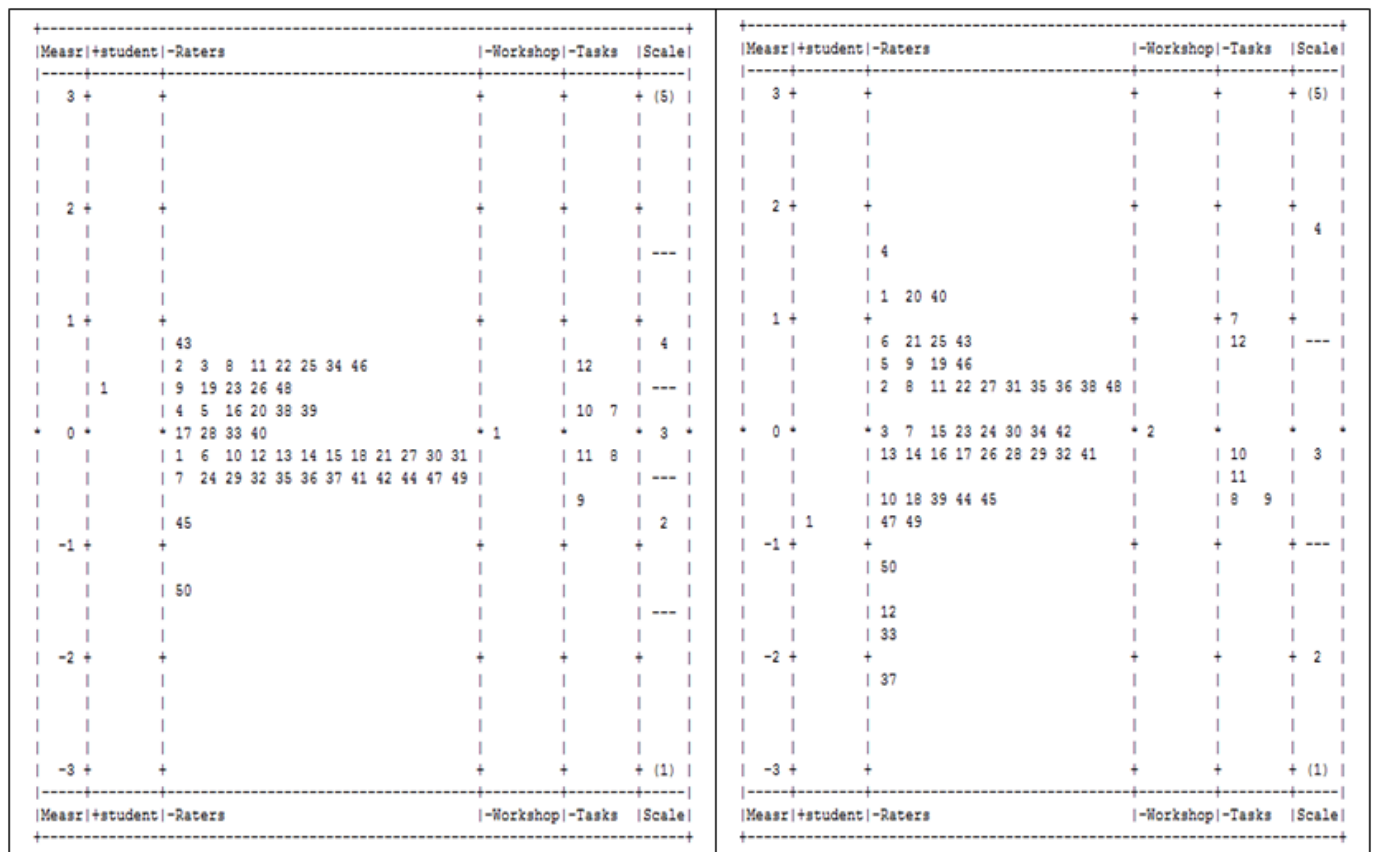 |Measr|+student|-Raters |-Workshop|-Tasks |Scale|
| 3 + + + + + (5) |
| 2 + + + + + |
| | | | | | --- |
| 1 + + + + + |
| | | 43 | | | 4 |
| | | 2 3 8 11 22 25 34 46 | | 12 | |
| | 1 | 9 19 23 26 48 | | | --- |
| | | 4 5 16 20 38 39 | | 10 7 | |
* 0 * * 17 28 33 40 * 1 * * 3 *
| | | 1 6 10 12 13 14 15 18 21 27 30 31 | | 11 8 | |
| | | 7 24 29 32 35 36 37 41 42 44 47 49 | | | --- |
| | | | | 9 | |
| | | 45 | | | 2 |
| -1 + + + + + |
| | | 50 | | | |
| | | | | | --- |
| -2 + + + + + |
| -3 + + + + + (1) |
|Measr|+student|-Raters |-Workshop|-Tasks |Scale|
|Measr|+student|-Raters |-Workshop|-Tasks |Scale|
| 3 + + + + + (5) |
| 2 + + + + + |
| | | | | | 4 |
| | | 4 | | | |
| | | 1 20 40 | | | |
| 1 + + + + 7 + |
| | | 6 21 25 43 | | 12 | --- |
| | | 5 9 19 46 | | | |
| | | 2 8 11 22 27 31 35 36 38 48 | | | |
* 0 * * 3 7 15 23 24 30 34 42 * 2 * * *
| | | 13 14 16 17 26 28 29 32 41 | | 10 | 3 |
| | | | | 11 | |
| | | 10 18 39 44 45 | | 8 9 | |
| | 1 | 47 49 | | | |
| -1 + + + + + --- |
| | | 50 | | | |
| | | 12 | | | |
| | | 33 | | | |
| -2 + + + + + 2 |
| | | 37 | | | |
| -3 + + + + + (1) |
|Measr|+student|-Raters |-Workshop|-Tasks |Scale|